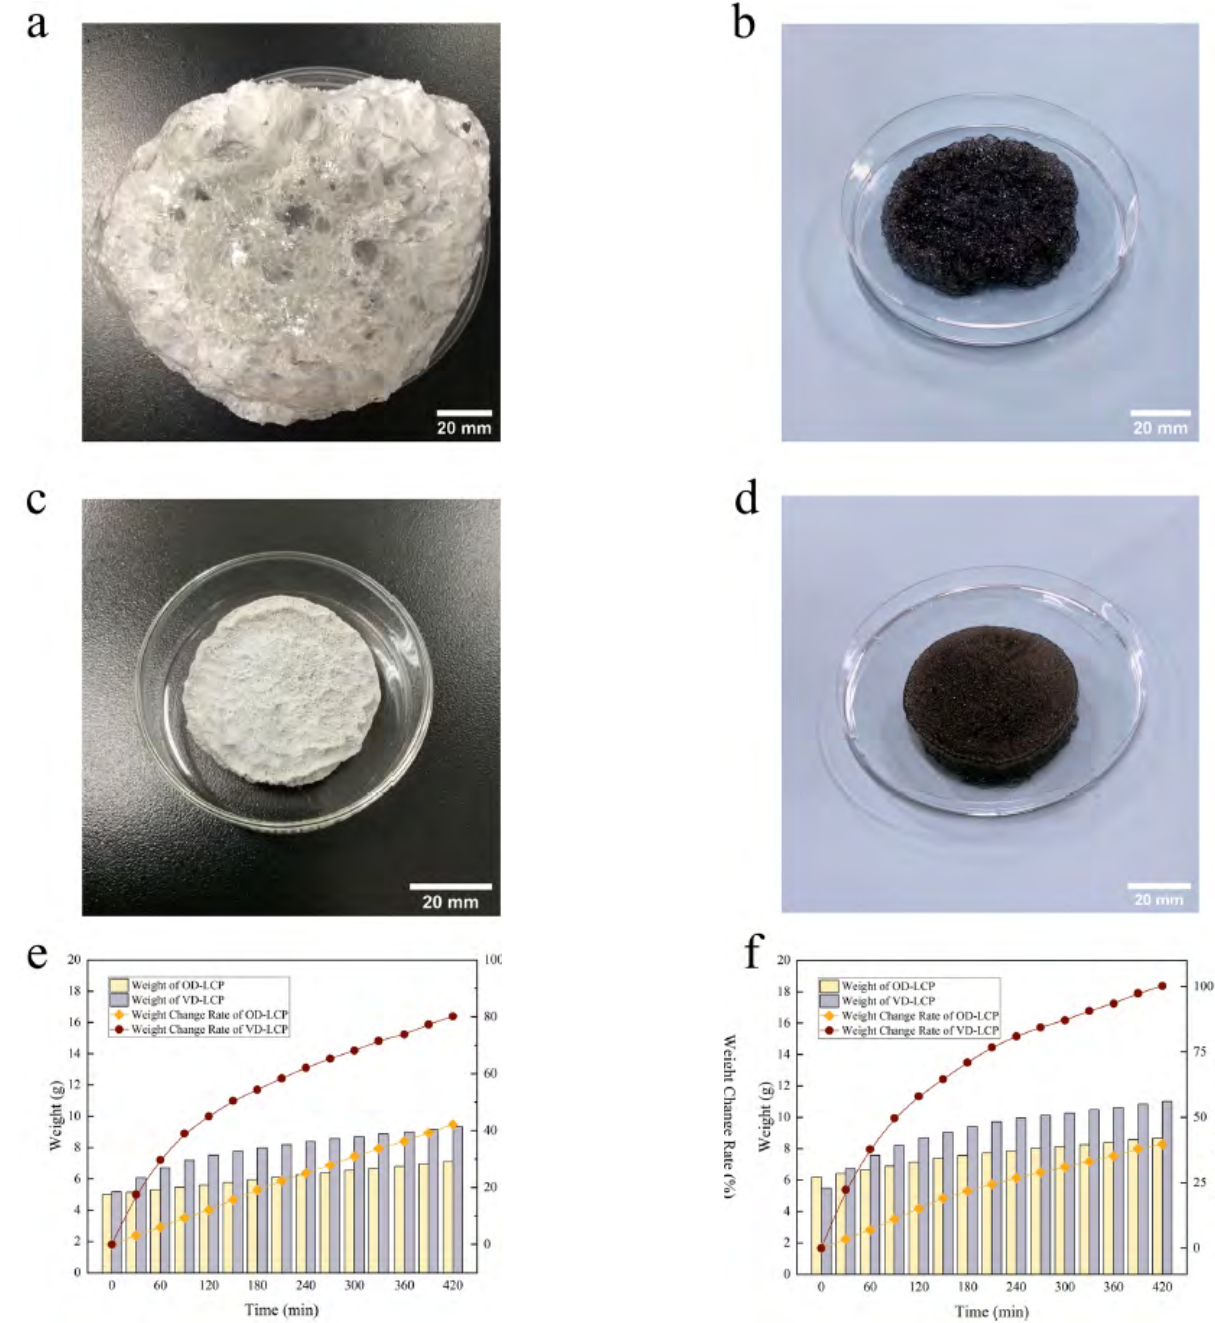 a
b
20 mm
20 mm
c
d
20 mm
20 mm
e
20
18
16
14
12
10
8
6
4
2
0
Weight (g)
Weight of OD-LCP
Weight of VD-LCP
Weight Change Rate of OD-LCP
Weight Change Rate of VD-LCP
100
80
60
40
20
0
Weight Change Rate (%)
0 60 120 180 240 300 360 420
Time (min)
f
20
18
16
14
12
10
8
6
4
2
0
Weight (g)
Weight of OD-LCP
Weight of VD-LCP
Weight Change Rate of OD-LCP
Weight Change Rate of VD-LCP
100
75
50
25
0
0 60 120 180 240 300 360 420
Time (min)